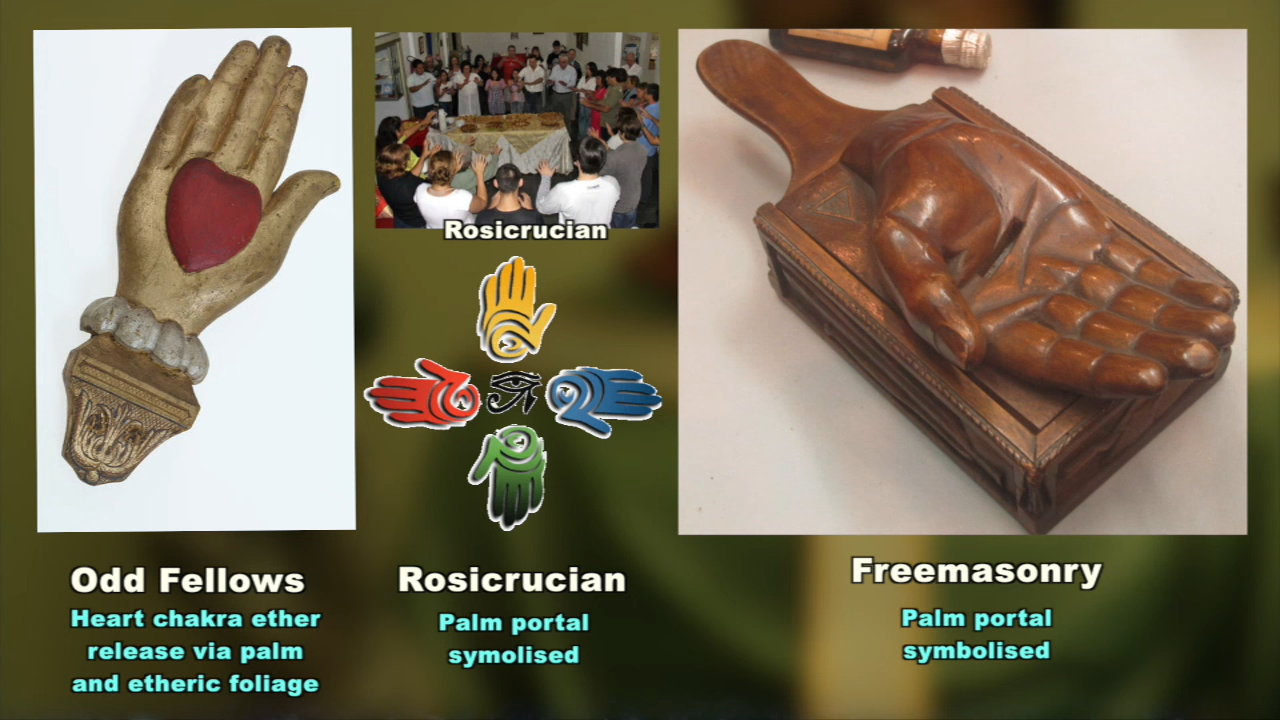 Rosicrucian
Odd Fellows
Heart chakra ether
release via palm
and etheric foliage
Rosicrucian
Palm portal
symolised
Freemasonry
Palm portal
symbolised